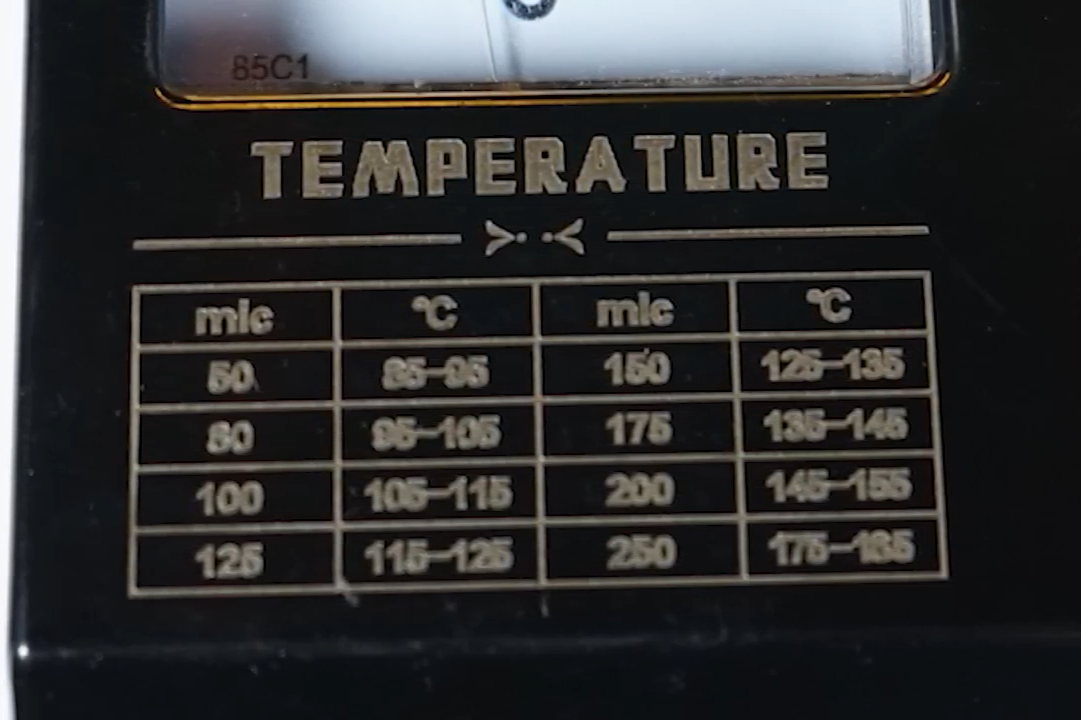 85C1
TEMPERATURE
mic °C mic °C
50 85-95 150 125-135
80 95-105 175 135-145
100 105-115 200 145-155
125 115-125 250 175-185